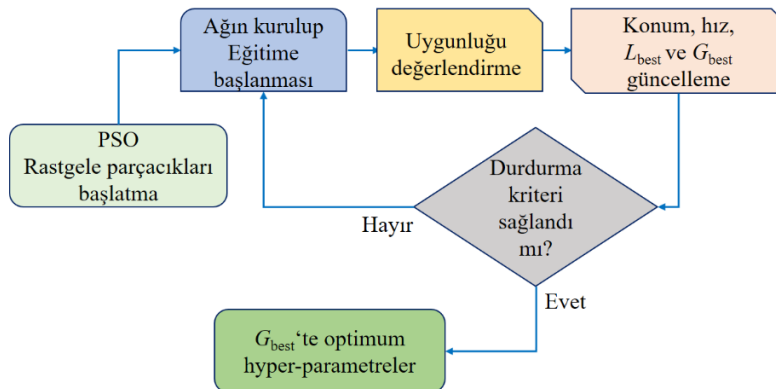 PSO
Rastgele parçacıkları
başlatma
Ağın kurulup
Eğitime
başlanması
Uygunluğu
değerlendirme
Konum, hız,
Lbest ve Gbest
güncelleme
Durdurma
kriteri
sağlandı
mı?
Hayır
Evet
Gbest‘te optimum
hyper-parametreler